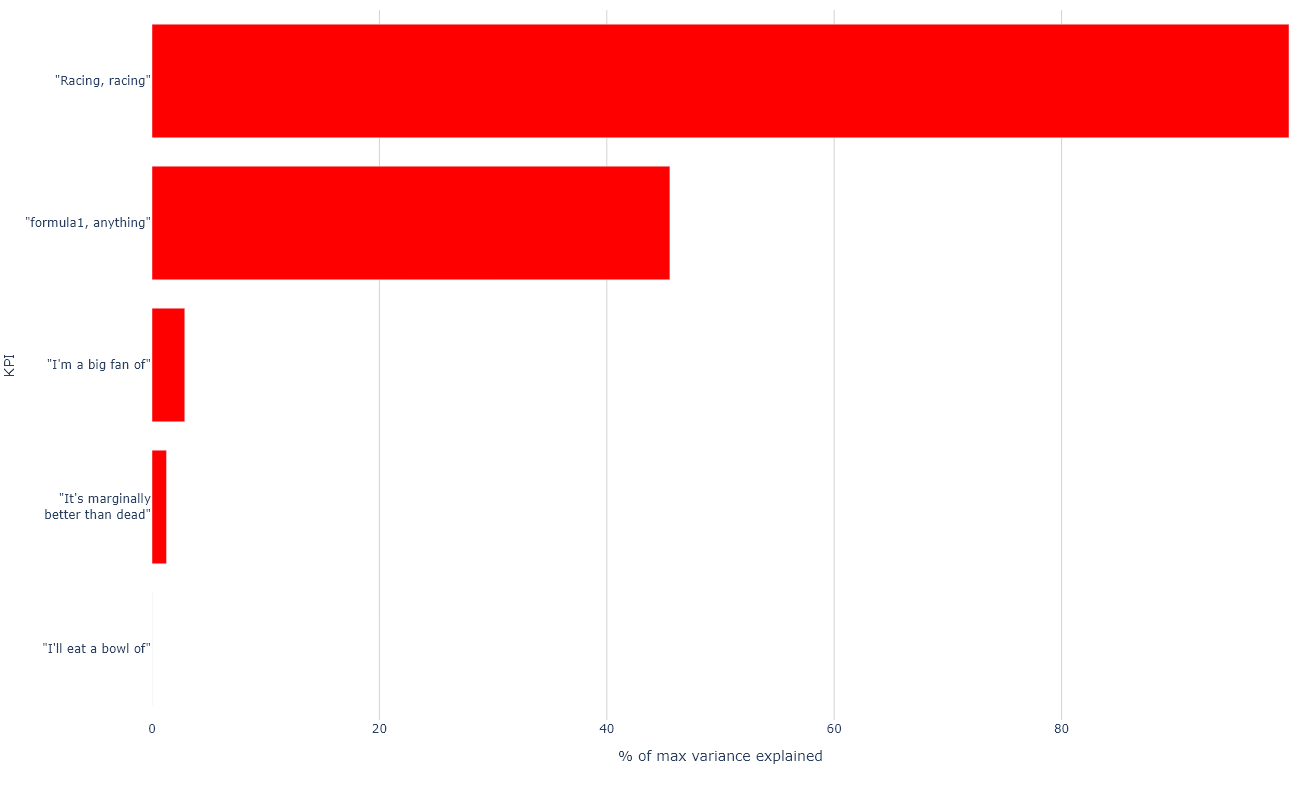 "Racing, racing"
"formula1, anything"
"I'm a big fan of"
"It's marginally
better than dead"
"I'll eat a bowl of"
KPI
0 20 40 60 80
% of max variance explained